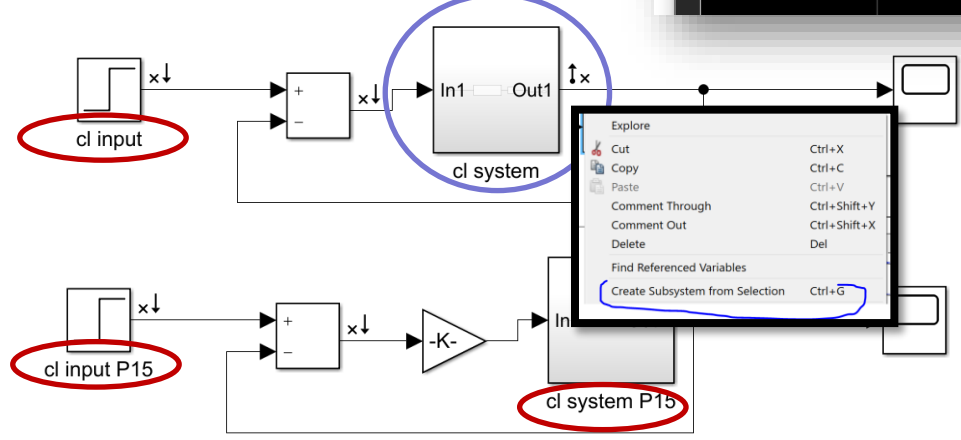 +
−
In1
Out1
cl input
cl system
Explore
Cut Ctrl+X
Copy Ctrl+C
Paste Ctrl+V
Comment Through Ctrl+Shift+Y
Comment Out Ctrl+Shift+X
Delete Del
Find Referenced Variables
Create Subsystem from Selection Ctrl+G
+
−
-K-
In
cl input P15
cl system P15